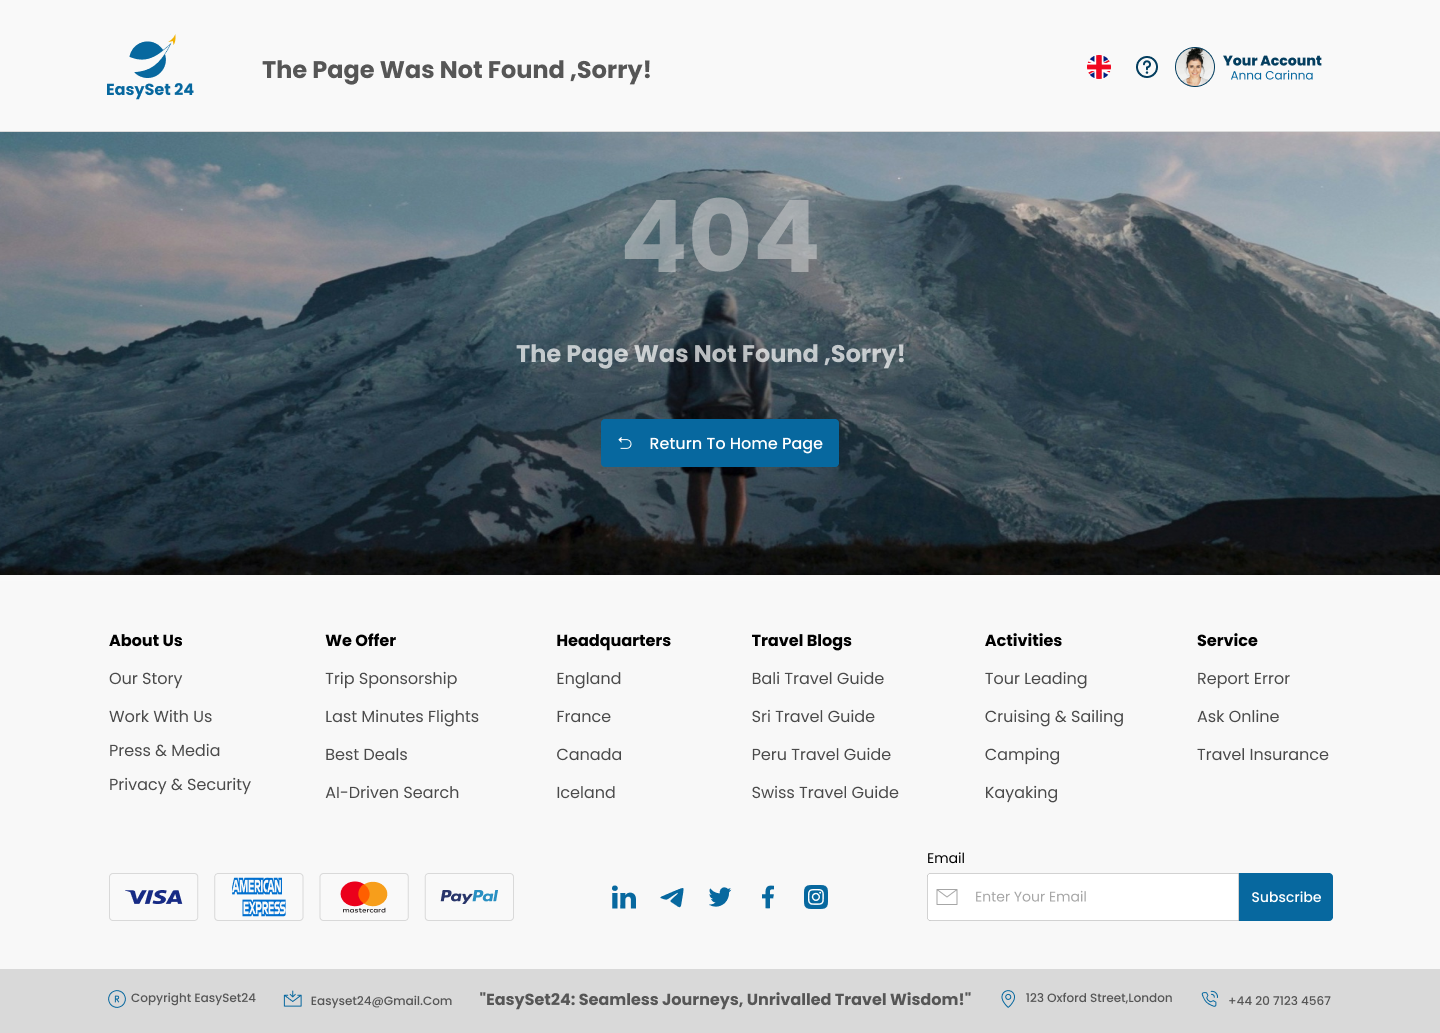 EasySet 24
The Page Was Not Found ,Sorry!
Your Account
Anna Carinna
404
The Page Was Not Found ,Sorry!
Return To Home Page
About Us
Our Story
Work With Us
Press & Media
Privacy & Security
We Offer
Trip Sponsorship
Last Minutes Flights
Best Deals
AI-Driven Search
Headquarters
England
France
Canada
Iceland
Travel Blogs
Bali Travel Guide
Sri Travel Guide
Peru Travel Guide
Swiss Travel Guide
Activities
Tour Leading
Cruising & Sailing
Camping
Kayaking
Service
Report Error
Ask Online
Travel Insurance
VISA
AMERICAN
EXPRESS
mastercard
PayPal
Email
Enter Your Email
Subscribe
Copyright EasySet24
Easyset24@Gmail.Com
"EasySet24: Seamless Journeys, Unrivalled Travel Wisdom!"
123 Oxford Street,London
+44 20 7123 4567